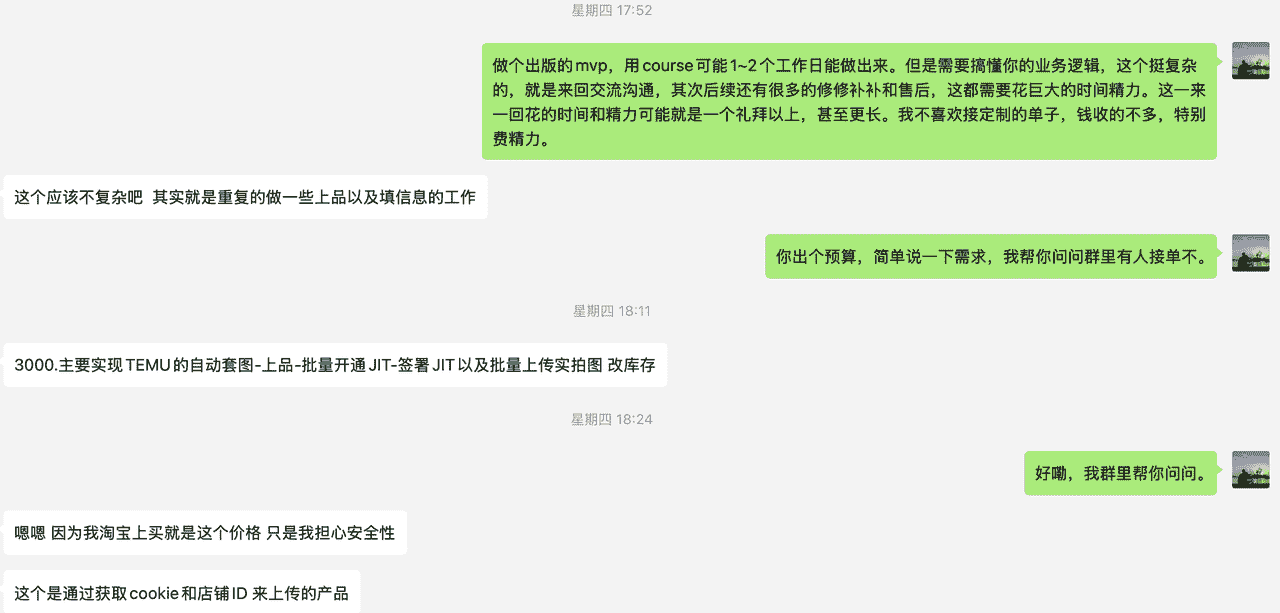 星期四 17:52
做个出版的mvp，用course可能1~2个工作日能做出来。但是需要搞懂你的业务逻辑，这个挺复杂
的，就是来回交流沟通，其次后续还有很多的修修补补和售后，这都需要花巨大的时间精力。这一来
一回花的时间和精力可能就是一个礼拜以上，甚至更长。我不喜欢接定制的单子，钱收的不多，特别
费精力。
这个应该不复杂吧 其实就是重复的做一些上品以及填信息的工作
你出个预算，简单说一下需求，我帮你问问群里有人接单不。
星期四 18:11
3000.主要实现TEMU的自动套图-上品-批量开通JIT-签署JIT以及批量上传实拍图 改库存
星期四 18:24
好嘞，我群里帮你问问。
嗯嗯 因为我淘宝上买就是这个价格 只是我担心安全性
这个是通过获取cookie和店铺ID 来上传的产品